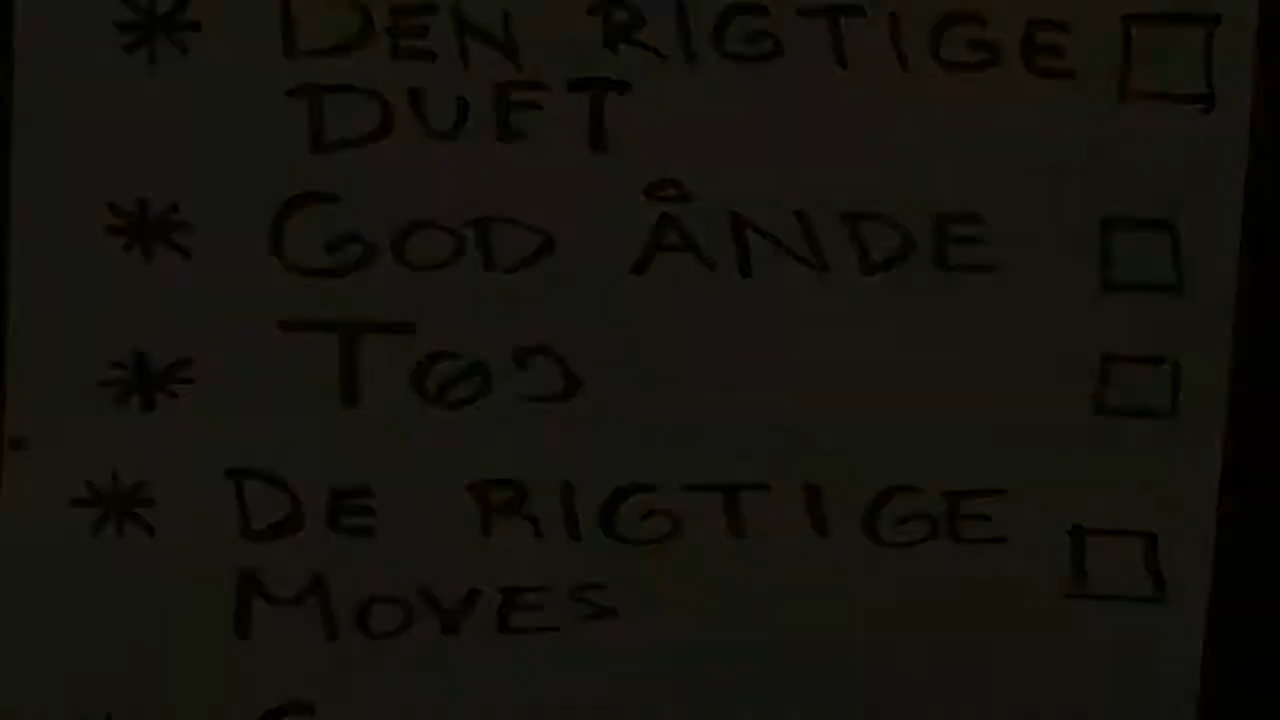 * DEN RIGTIGE
DUFT
* GOD ÅNDE
* TØJ
* DE RIGTIGE
MOVES